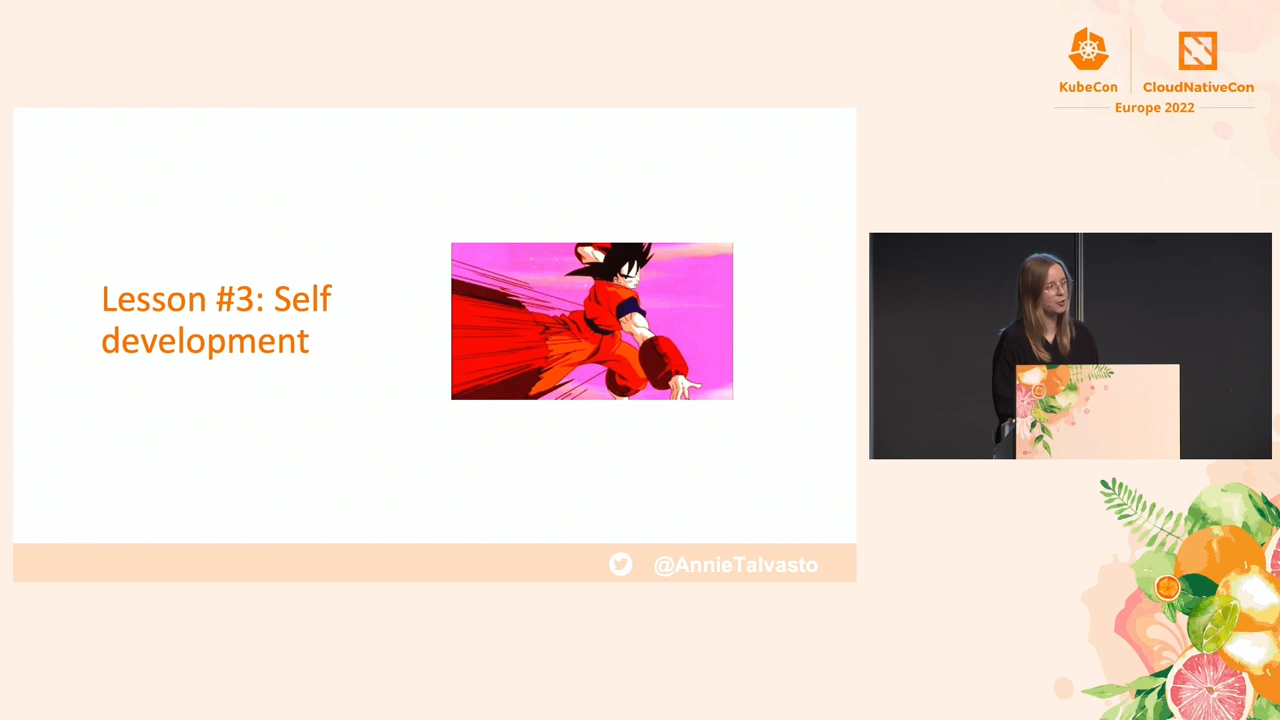 KubeCon
CloudNativeCon
Europe 2022
Lesson #3: Self
development
@AnnieTalvasto